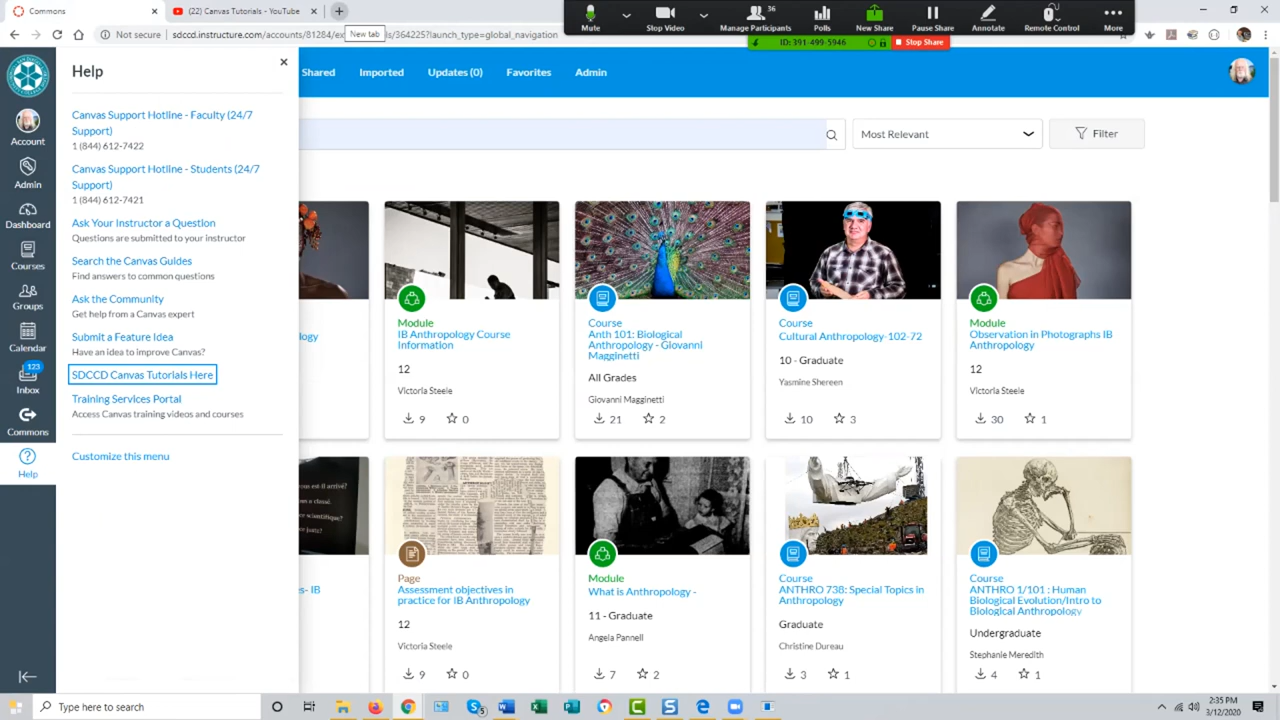 Commons
(22) Canvas Tutorials - YouTube
Not secure
sdccd.instructure.com/accounts/81284/
s/364225?launch_type=global_navigation
New tab
Mute
Stop Video
36
Manage Participants
Polls
New Share
Pause Share
Annotate
Remote Control
More
ID: 391-499-5946
Stop Share
Account
Admin
Dashboard
Courses
Groups
Calendar
123
Inbox
Commons
Help
Help
Canvas Support Hotline - Faculty (24/7
Support)
1 (844) 612-7422
Canvas Support Hotline - Students (24/7
Support)
1 (844) 612-7421
Ask Your Instructor a Question
Questions are submitted to your instructor
Search the Canvas Guides
Find answers to common questions
Ask the Community
Get help from a Canvas expert
Submit a Feature Idea
Have an idea to improve Canvas?
SDCCD Canvas Tutorials Here
Training Services Portal
Access Canvas training videos and courses
Customize this menu
Shared
Imported
Updates (0)
Favorites
Admin
Most Relevant
Filter
logy
Module
IB Anthropology Course
Information
12
Victoria Steele
9
0
Course
Anth 101: Biological
Anthropology - Giovanni
Magginetti
All Grades
Giovanni Magginetti
21
2
Course
Cultural Anthropology-102-72
10 - Graduate
Yasmine Shereen
10
3
Module
Observation in Photographs IB
Anthropology
12
Victoria Steele
30
1
s- IB
Page
Assessment objectives in
practice for IB Anthropology
12
Victoria Steele
9
0
Module
What is Anthropology -
11 - Graduate
Angela Pannell
7
2
Course
ANTHRO 738: Special Topics in
Anthropology
Graduate
Christine Dureau
3
1
Course
ANTHRO 1/101 : Human
Biological Evolution/Intro to
Biological Anthropology
Undergraduate
Stephanie Meredith
4
1
Type here to search
2:35 PM
3/12/2020